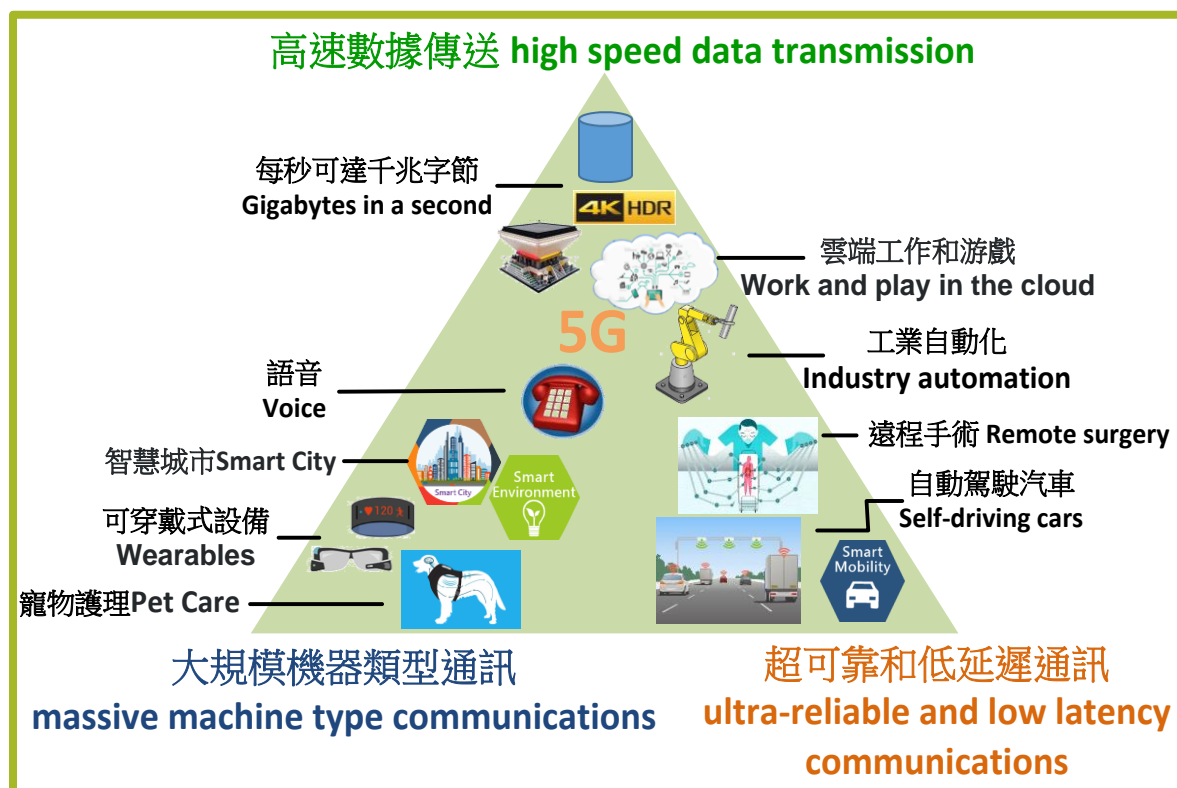 高速數據傳送 high speed data transmission
每秒可達千兆字節
Gigabytes in a second
4K HDR
雲端工作和游戲
Work and play in the cloud
5G
工業自動化
Industry automation
語音
Voice
遠程手術 Remote surgery
智慧城市Smart City
Smart City
Smart
Environment
自動駕駛汽車
Self-driving cars
可穿戴式設備
Wearables
120
Smart
Mobility
寵物護理Pet Care
大規模機器類型通訊
massive machine type communications
超可靠和低延遲通訊
ultra-reliable and low latency
communications